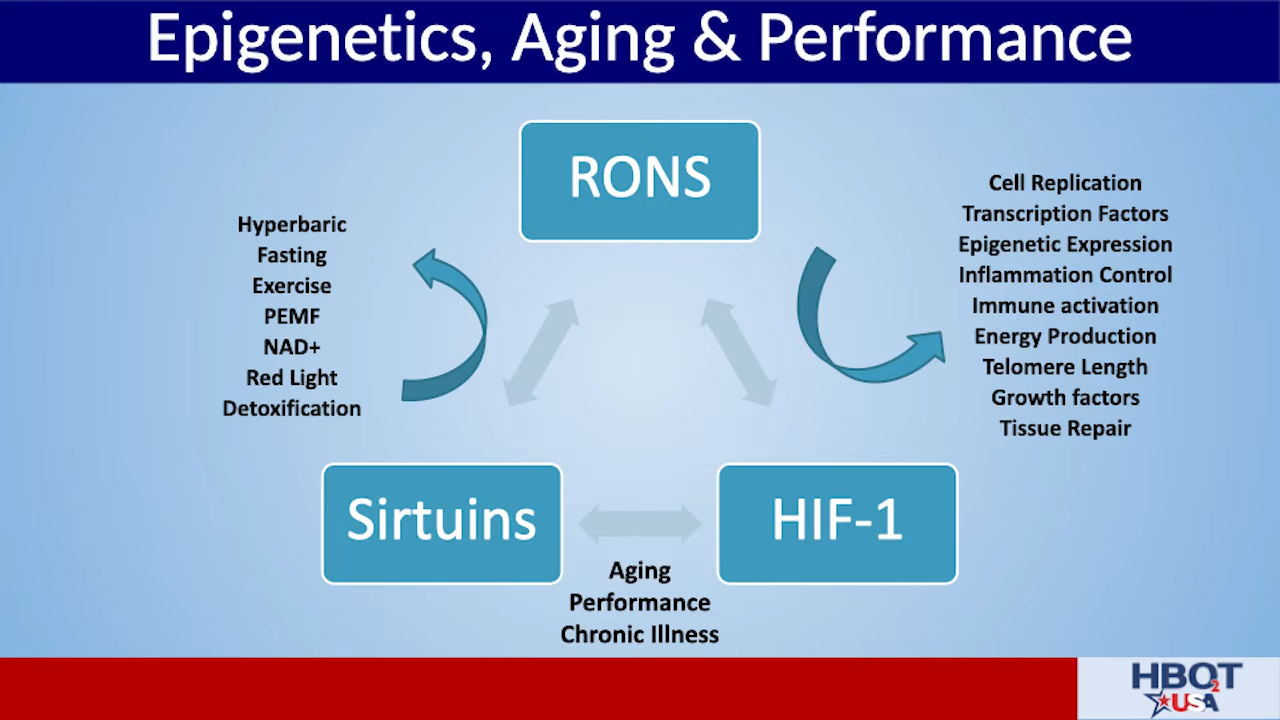 Epigenetics, Aging & Performance
RONS
Hyperbaric
Fasting
Exercise
PEMF
NAD+
Red Light
Detoxification
Cell Replication
Transcription Factors
Epigenetic Expression
Inflammation Control
Immune activation
Energy Production
Telomere Length
Growth factors
Tissue Repair
Sirtuins
HIF-1
Aging
Performance
Chronic Illness
HBOT
2
USA